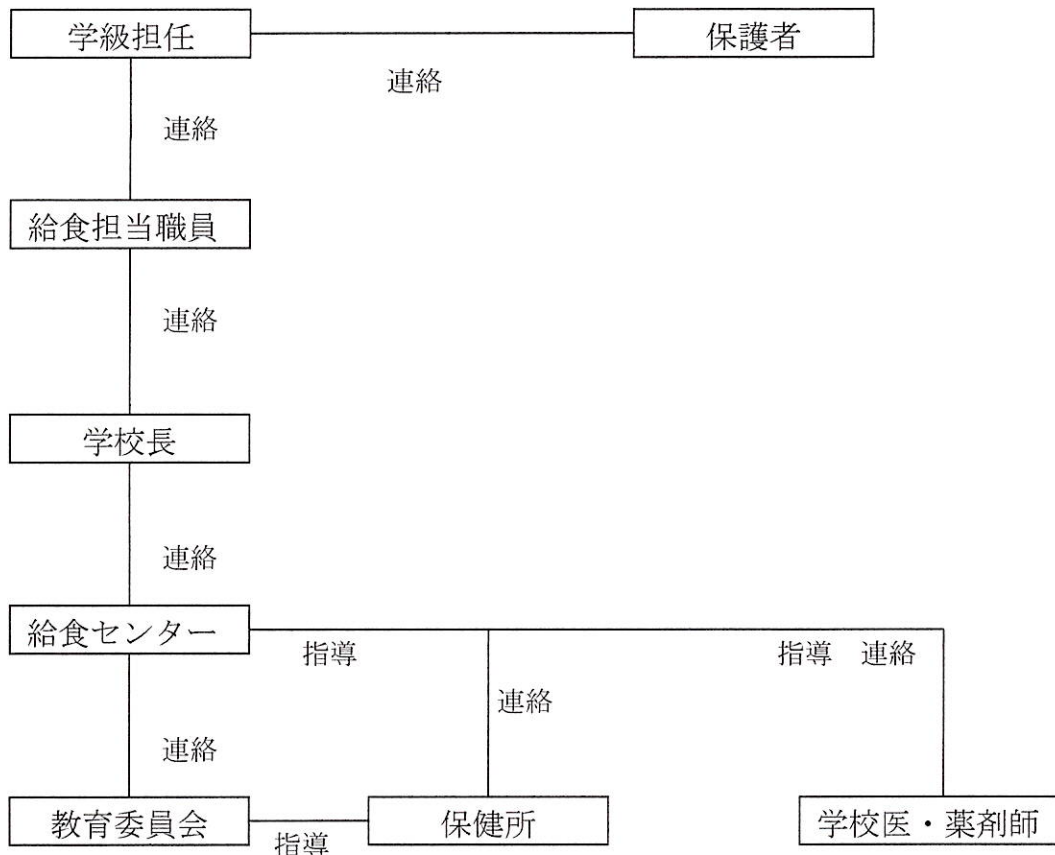 学級担任
保護者
連絡
連絡
給食担当職員
連絡
学校長
連絡
給食センター
指導
指導　連絡
連絡
連絡
教育委員会
保健所
学校医・薬剤師
指導